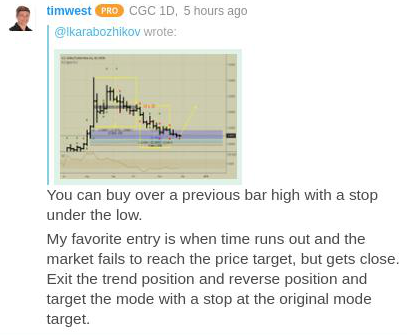 timwest PRO CGC 1D, 5 hours ago
@Ikarabozhikov wrote:
You can buy over a previous bar high with a stop
under the low.
My favorite entry is when time runs out and the
market fails to reach the price target, but gets close.
Exit the trend position and reverse position and
target the mode with a stop at the original mode
target.